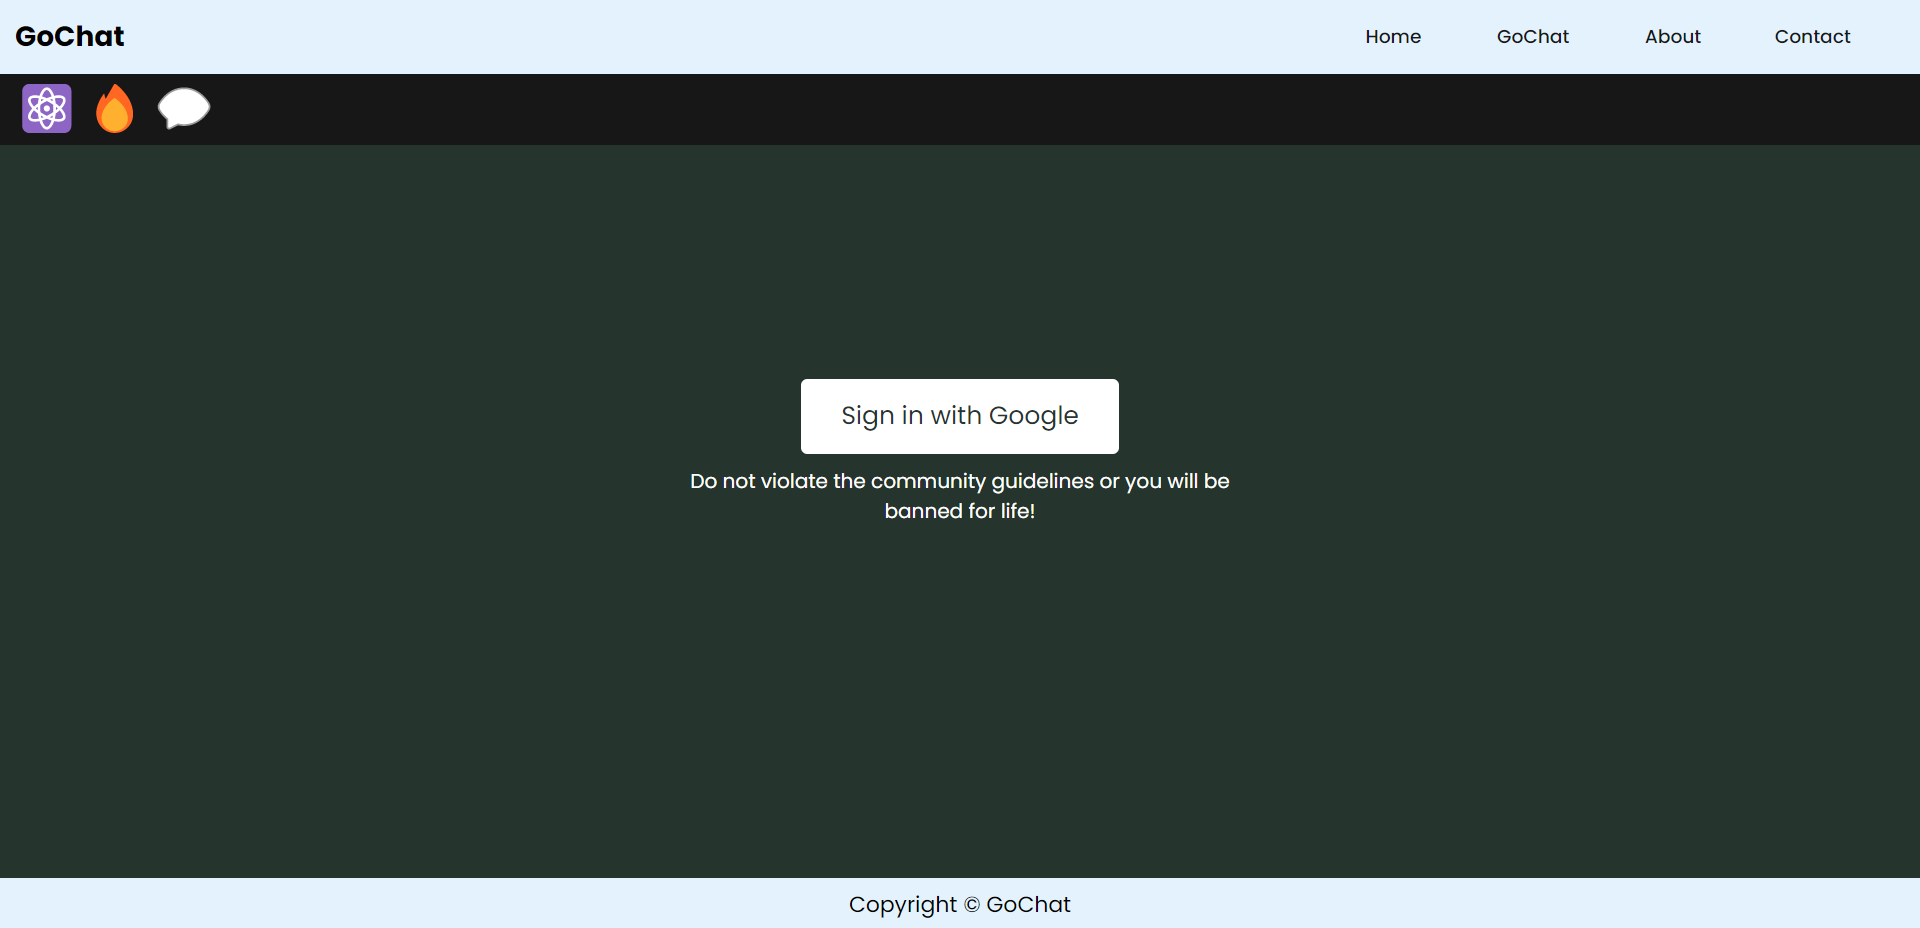 GoChat
Home GoChat About Contact
Sign in with Google
Do not violate the community guidelines or you will be
banned for life!
Copyright © GoChat